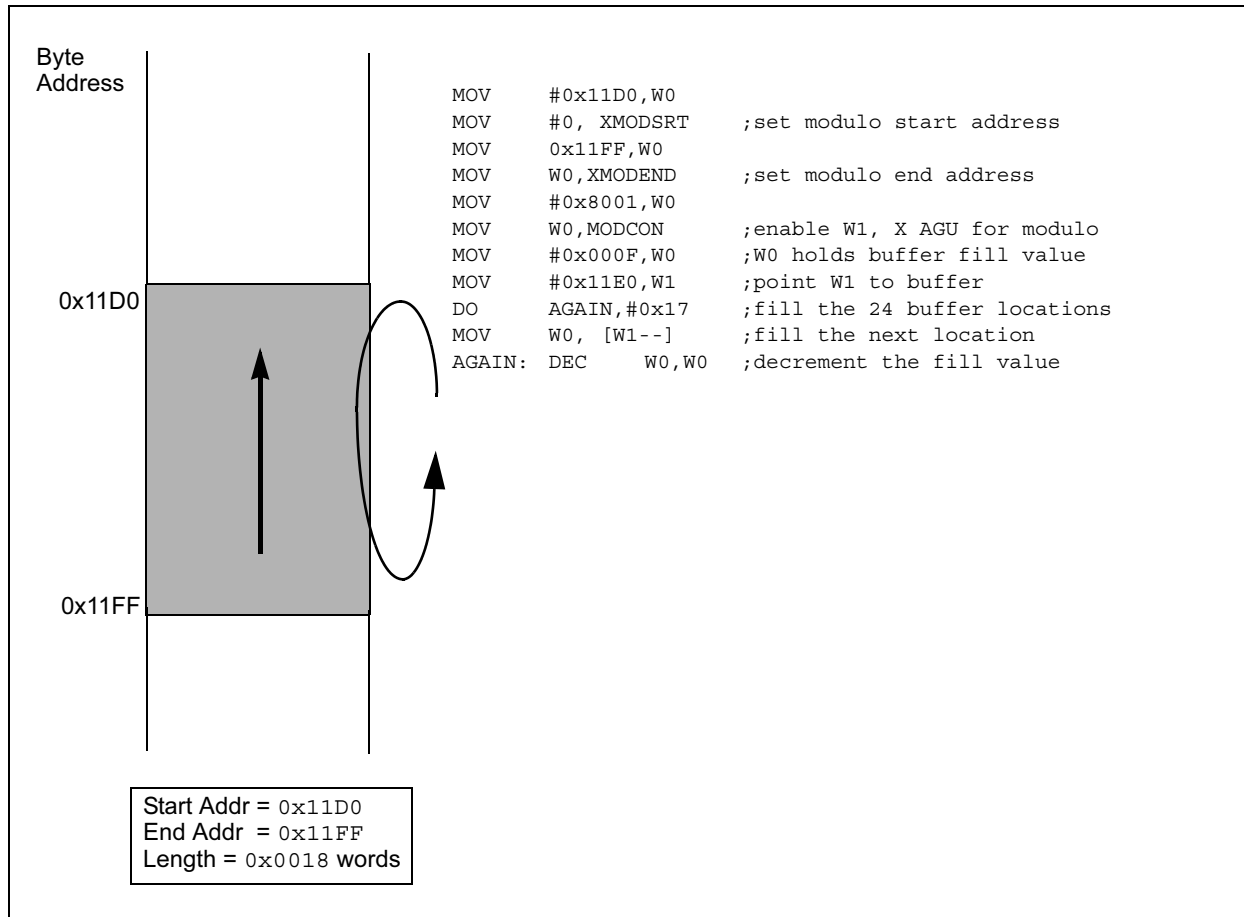 Byte
Address
MOV #0x11D0,W0
MOV #0, XMODSRT ;set modulo start address
MOV 0x11FF,W0
MOV W0,XMODEND ;set modulo end address
MOV #0x8001,W0
MOV W0,MODCON ;enable W1, X AGU for modulo
MOV #0x000F,W0 ;W0 holds buffer fill value
MOV #0x11E0,W1 ;point W1 to buffer
DO AGAIN,#0x17 ;fill the 24 buffer locations
MOV W0, [W1--] ;fill the next location
AGAIN: DEC W0,W0 ;decrement the fill value
0x11D0
0x11FF
Start Addr = 0x11D0
End Addr = 0x11FF
Length = 0x0018 words